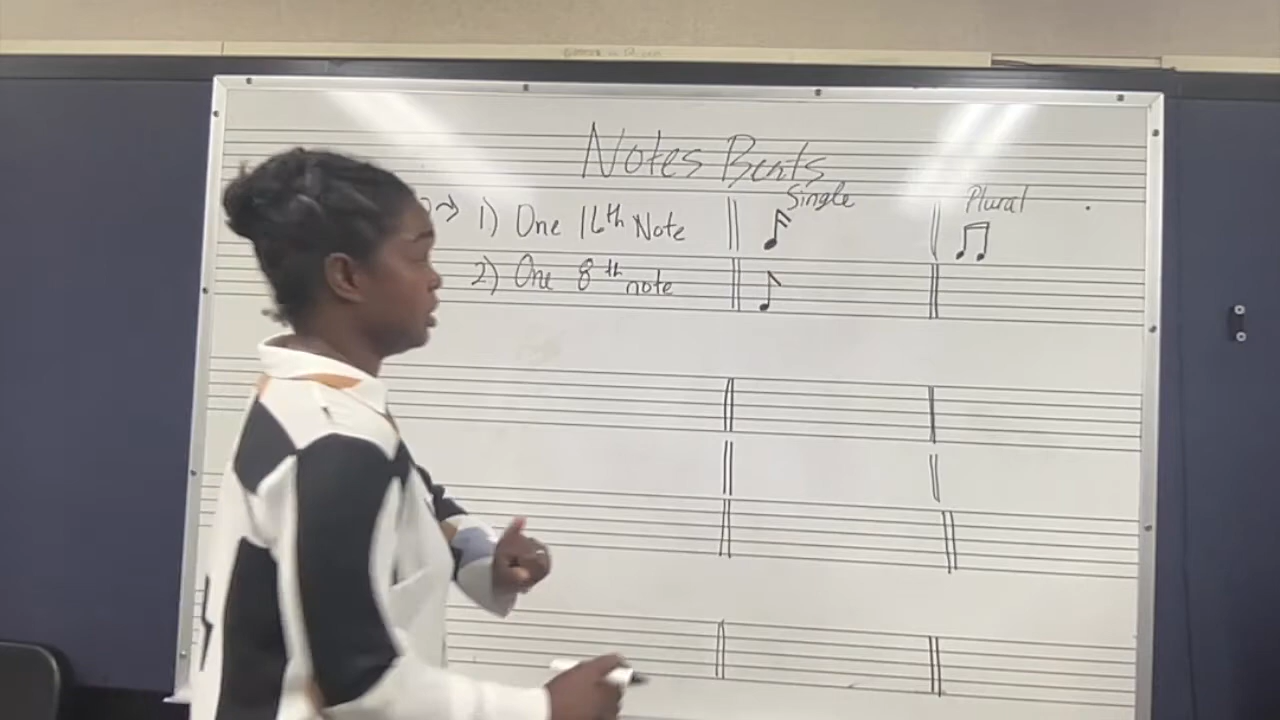 Notes Beats
Single Plural
1) One 16th Note
2) One 8th note